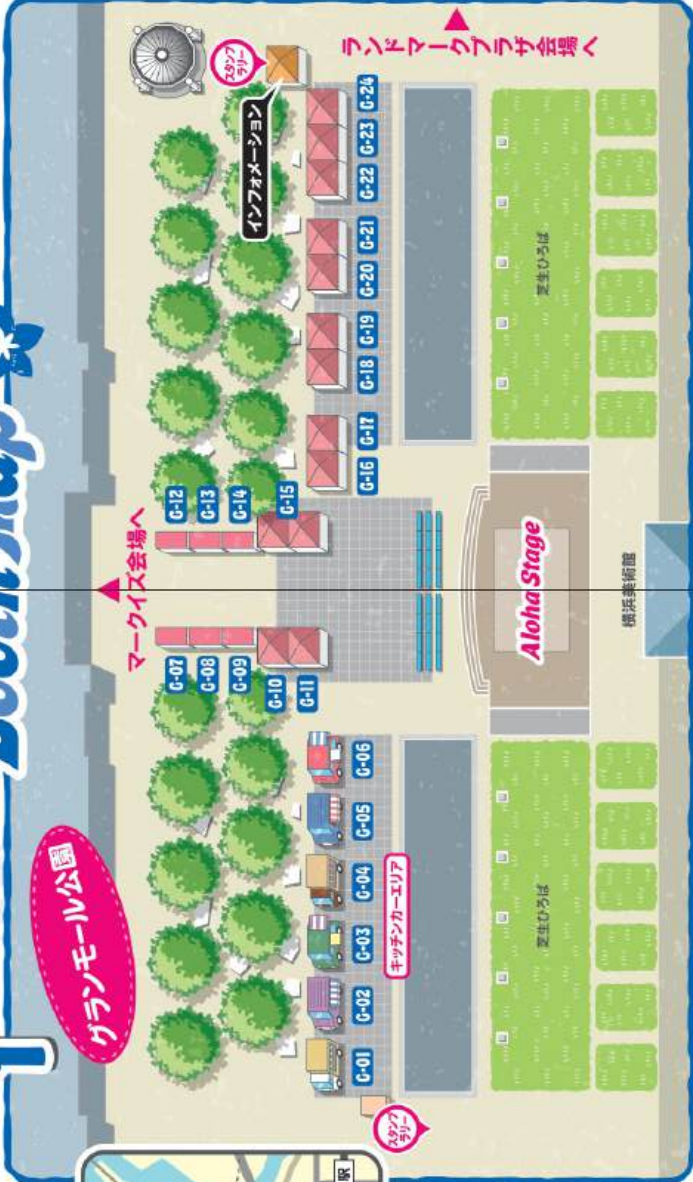 Booth Map
グランモール公園
マークイズ会場へ
ランドマークプラザ会場へ
スタンプ
ラリー
インフォメーション
G-07
G-08
G-09
G-10
G-11
G-12
G-13
G-14
G-15
G-01
G-02
G-03
G-04
G-05
G-06
G-16
G-17
G-18
G-19
G-20
G-21
G-22
G-23
G-24
キッチンカーエリア
スタンプ
ラリー
芝生ひろば
Aloha Stage
芝生ひろば
横浜美術館
駅